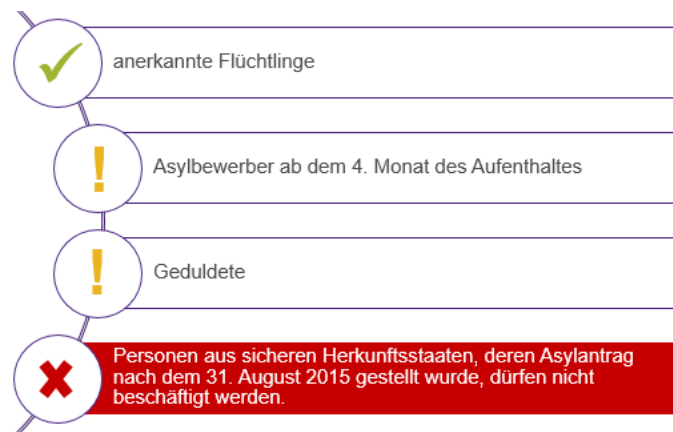 anerkannte Flüchtlinge
Asylbewerber ab dem 4. Monat des Aufenthaltes
Geduldete
Personen aus sicheren Herkunftsstaaten, deren Asylantrag
nach dem 31. August 2015 gestellt wurde, dürfen nicht
beschäftigt werden.